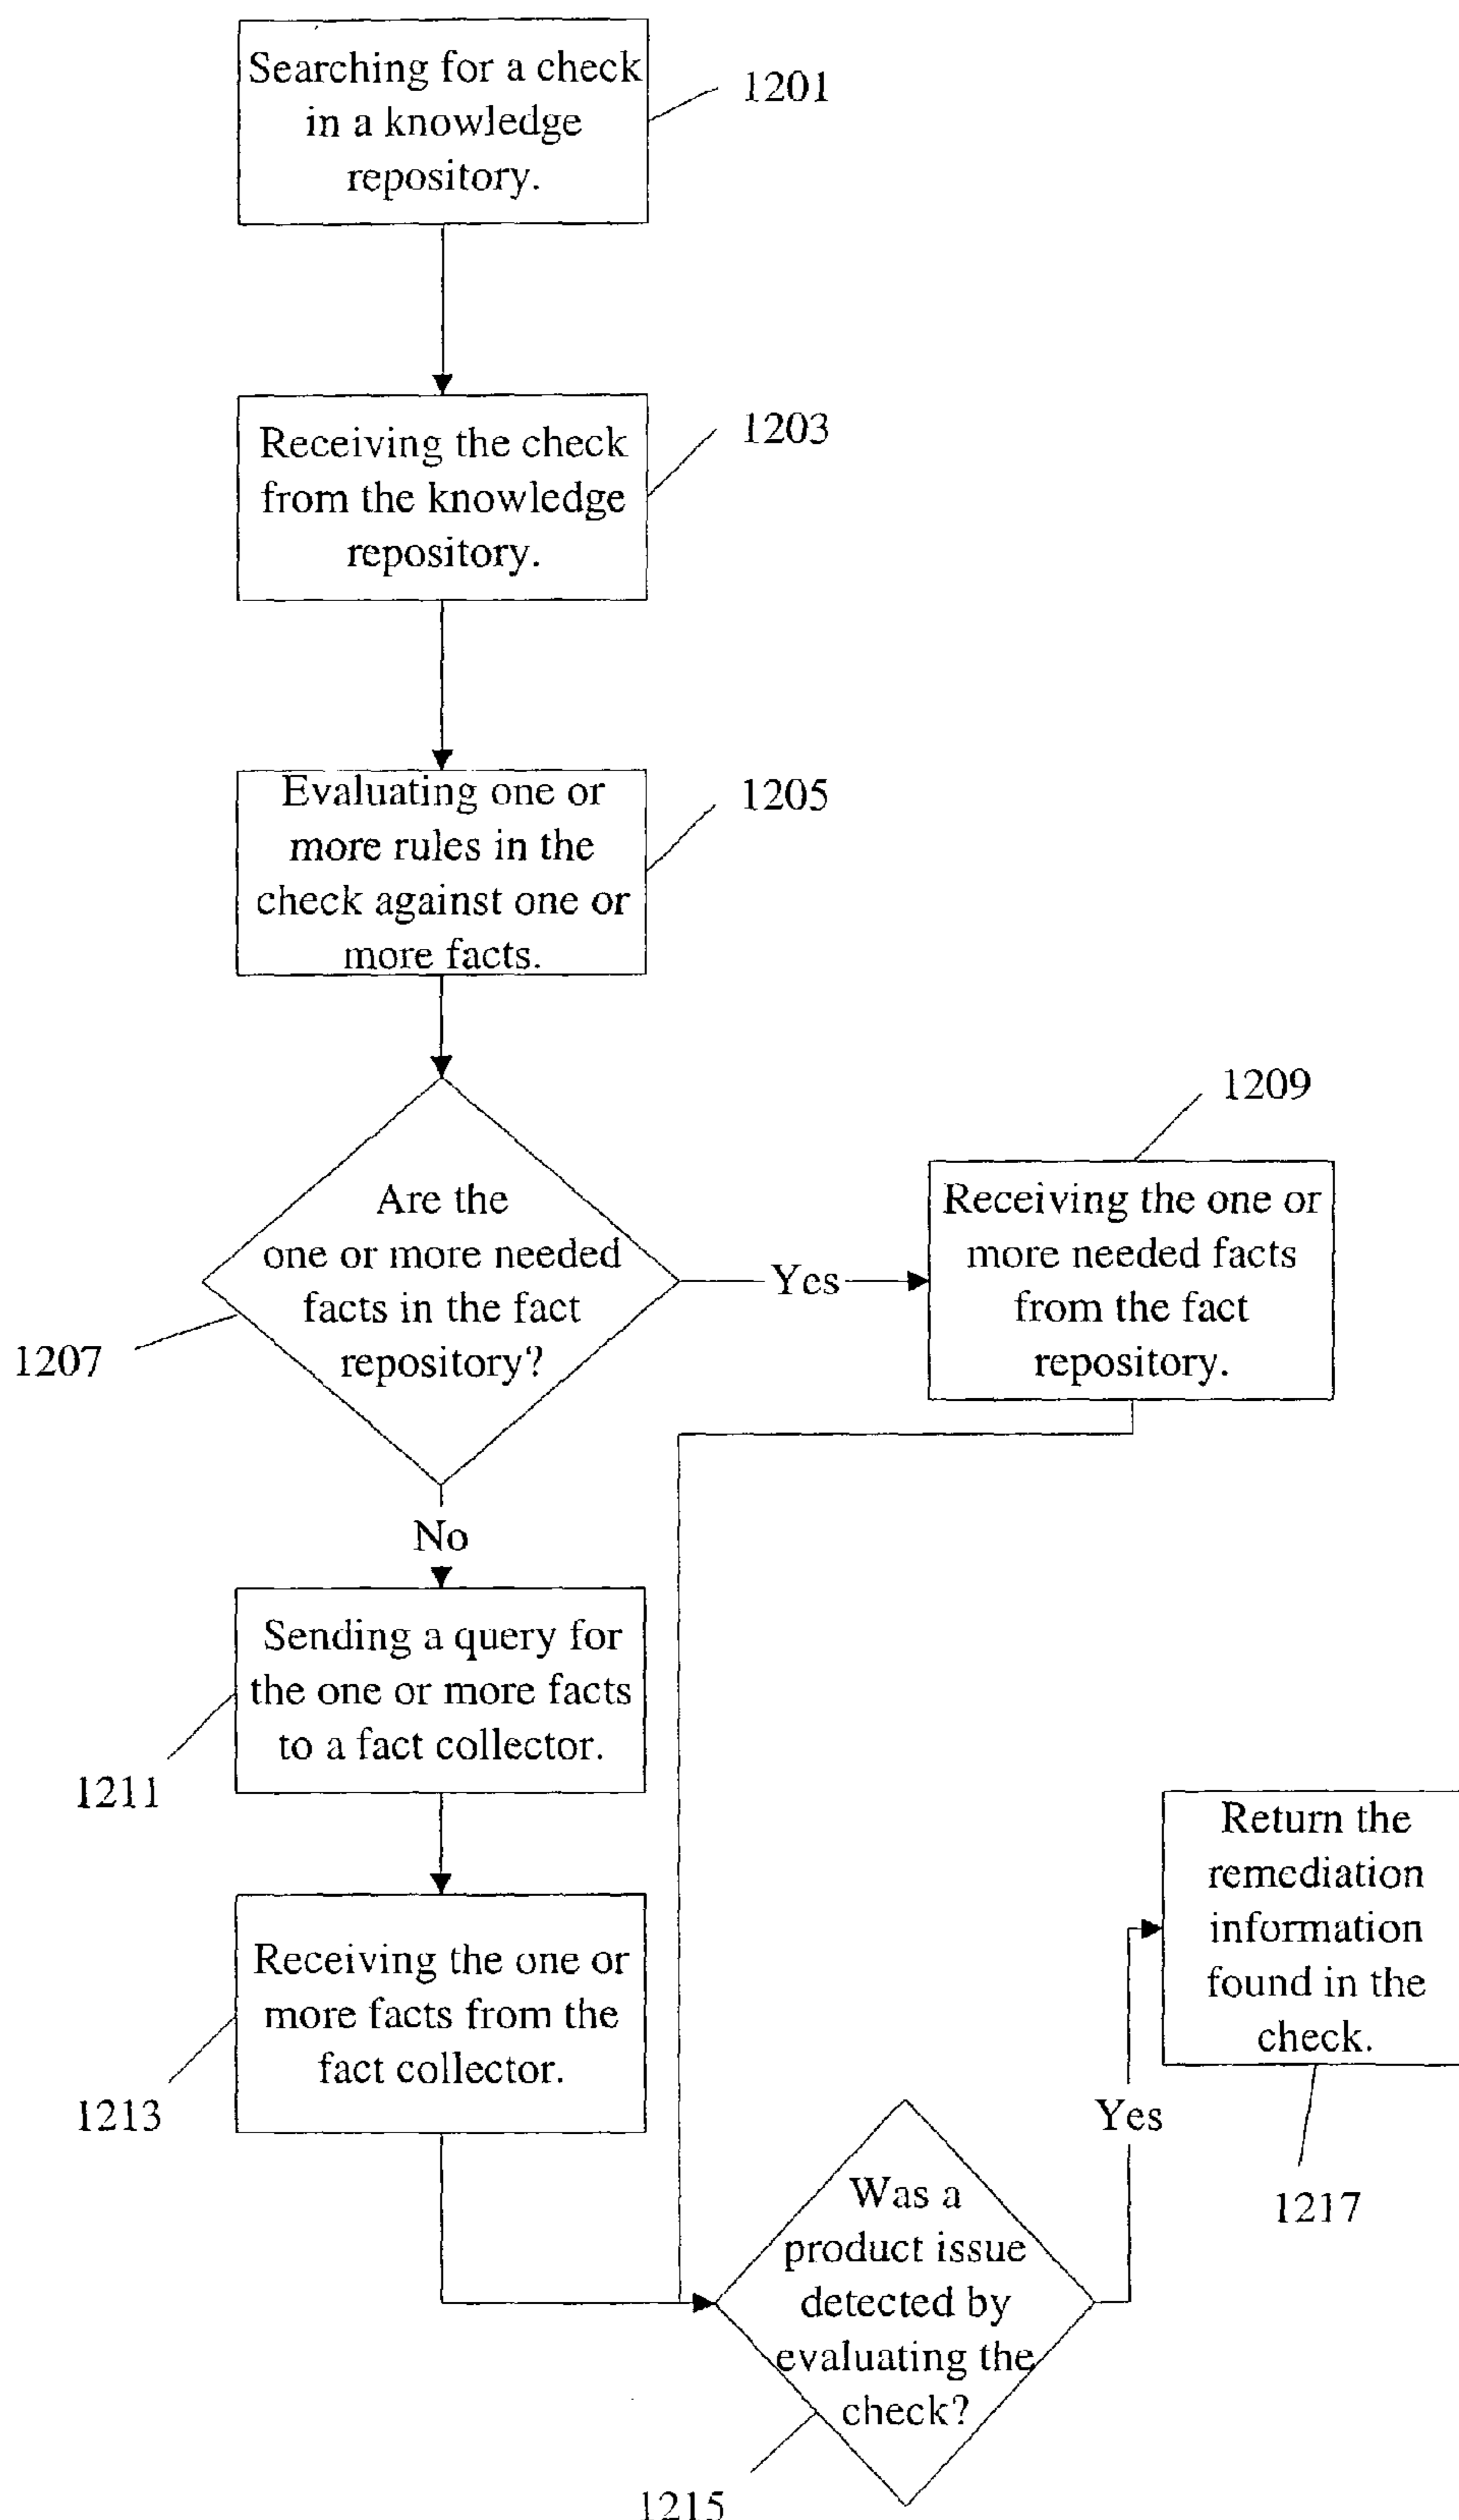 Searching for a check
in a knowledge
repository.
1201
Receiving the check
from the knowledge
repository.
1203
Evaluating one or
more rules in the
check against one or
more facts.
1205
Are the
one or more needed
facts in the fact
repository?
1207
Yes
1209
Receiving the one or
more needed facts
from the fact
repository.
No
Sending a query for
the one or more facts
to a fact collector.
1211
Receiving the one or
more facts from the
fact collector.
1213
Was a
product issue
detected by
evaluating the
check?
1215
Yes
Return the
remediation
information
found in the
check.
1217